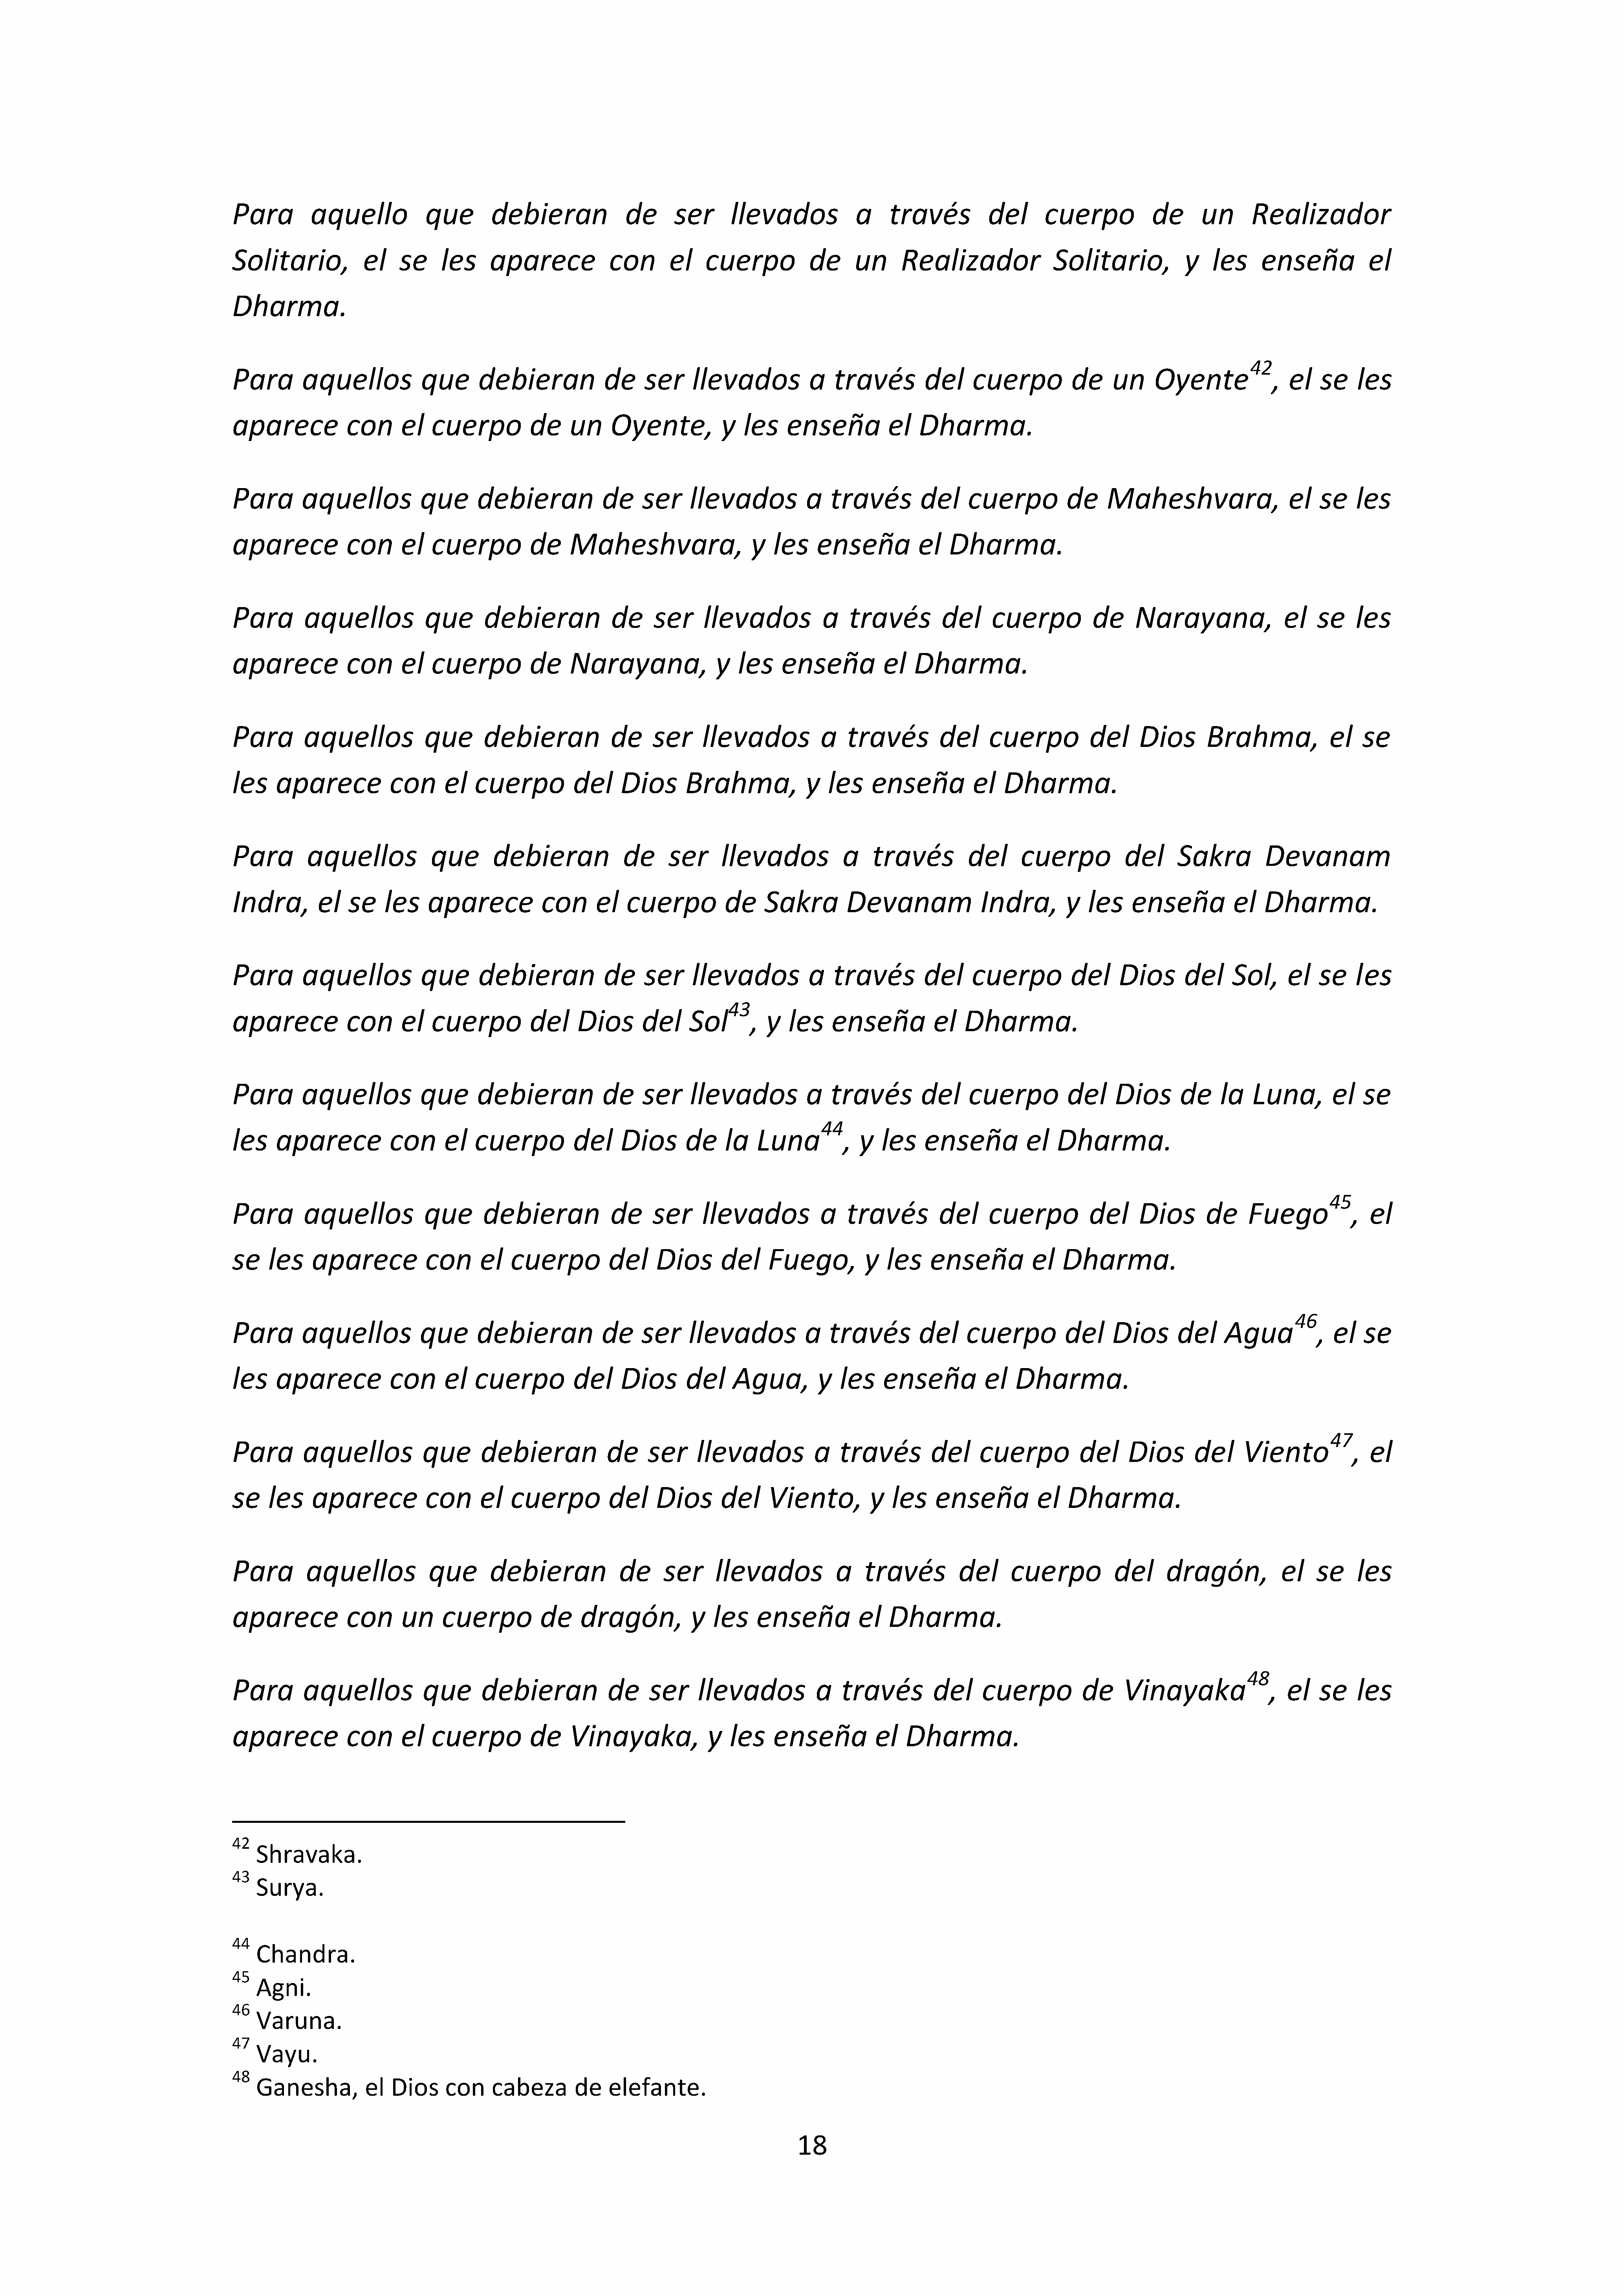 Para aquello que debieran de ser llevados a través del cuerpo de un Realizador
Solitario, el se les aparece con el cuerpo de un Realizador Solitario, y les enseña el
Dharma.
Para aquellos que debieran de ser llevados a través del cuerpo de un Oyente42, el se les
aparece con el cuerpo de un Oyente, y les enseña el Dharma.
Para aquellos que debieran de ser llevados a través del cuerpo de Maheshvara, el se les
aparece con el cuerpo de Maheshvara, y les enseña el Dharma.
Para aquellos que debieran de ser llevados a través del cuerpo de Narayana, el se les
aparece con el cuerpo de Narayana, y les enseña el Dharma.
Para aquellos que debieran de ser llevados a través del cuerpo del Dios Brahma, el se
les aparece con el cuerpo del Dios Brahma, y les enseña el Dharma.
Para aquellos que debieran de ser llevados a través del cuerpo del Sakra Devanam
Indra, el se les aparece con el cuerpo de Sakra Devanam Indra, y les enseña el Dharma.
Para aquellos que debieran de ser llevados a través del cuerpo del Dios del Sol, el se les
aparece con el cuerpo del Dios del Sol43, y les enseña el Dharma.
Para aquellos que debieran de ser llevados a través del cuerpo del Dios de la Luna, el se
les aparece con el cuerpo del Dios de la Luna44, y les enseña el Dharma.
Para aquellos que debieran de ser llevados a través del cuerpo del Dios de Fuego45, el
se les aparece con el cuerpo del Dios del Fuego, y les enseña el Dharma.
Para aquellos que debieran de ser llevados a través del cuerpo del Dios del Agua46, el se
les aparece con el cuerpo del Dios del Agua, y les enseña el Dharma.
Para aquellos que debieran de ser llevados a través del cuerpo del Dios del Viento47, el
se les aparece con el cuerpo del Dios del Viento, y les enseña el Dharma.
Para aquellos que debieran de ser llevados a través del cuerpo del dragón, el se les
aparece con un cuerpo de dragón, y les enseña el Dharma.
Para aquellos que debieran de ser llevados a través del cuerpo de Vinayaka48, el se les
aparece con el cuerpo de Vinayaka, y les enseña el Dharma.
42 Shravaka.
43 Surya.
44 Chandra.
45 Agni.
46 Varuna.
47 Vayu.
48 Ganesha, el Dios con cabeza de elefante.
18